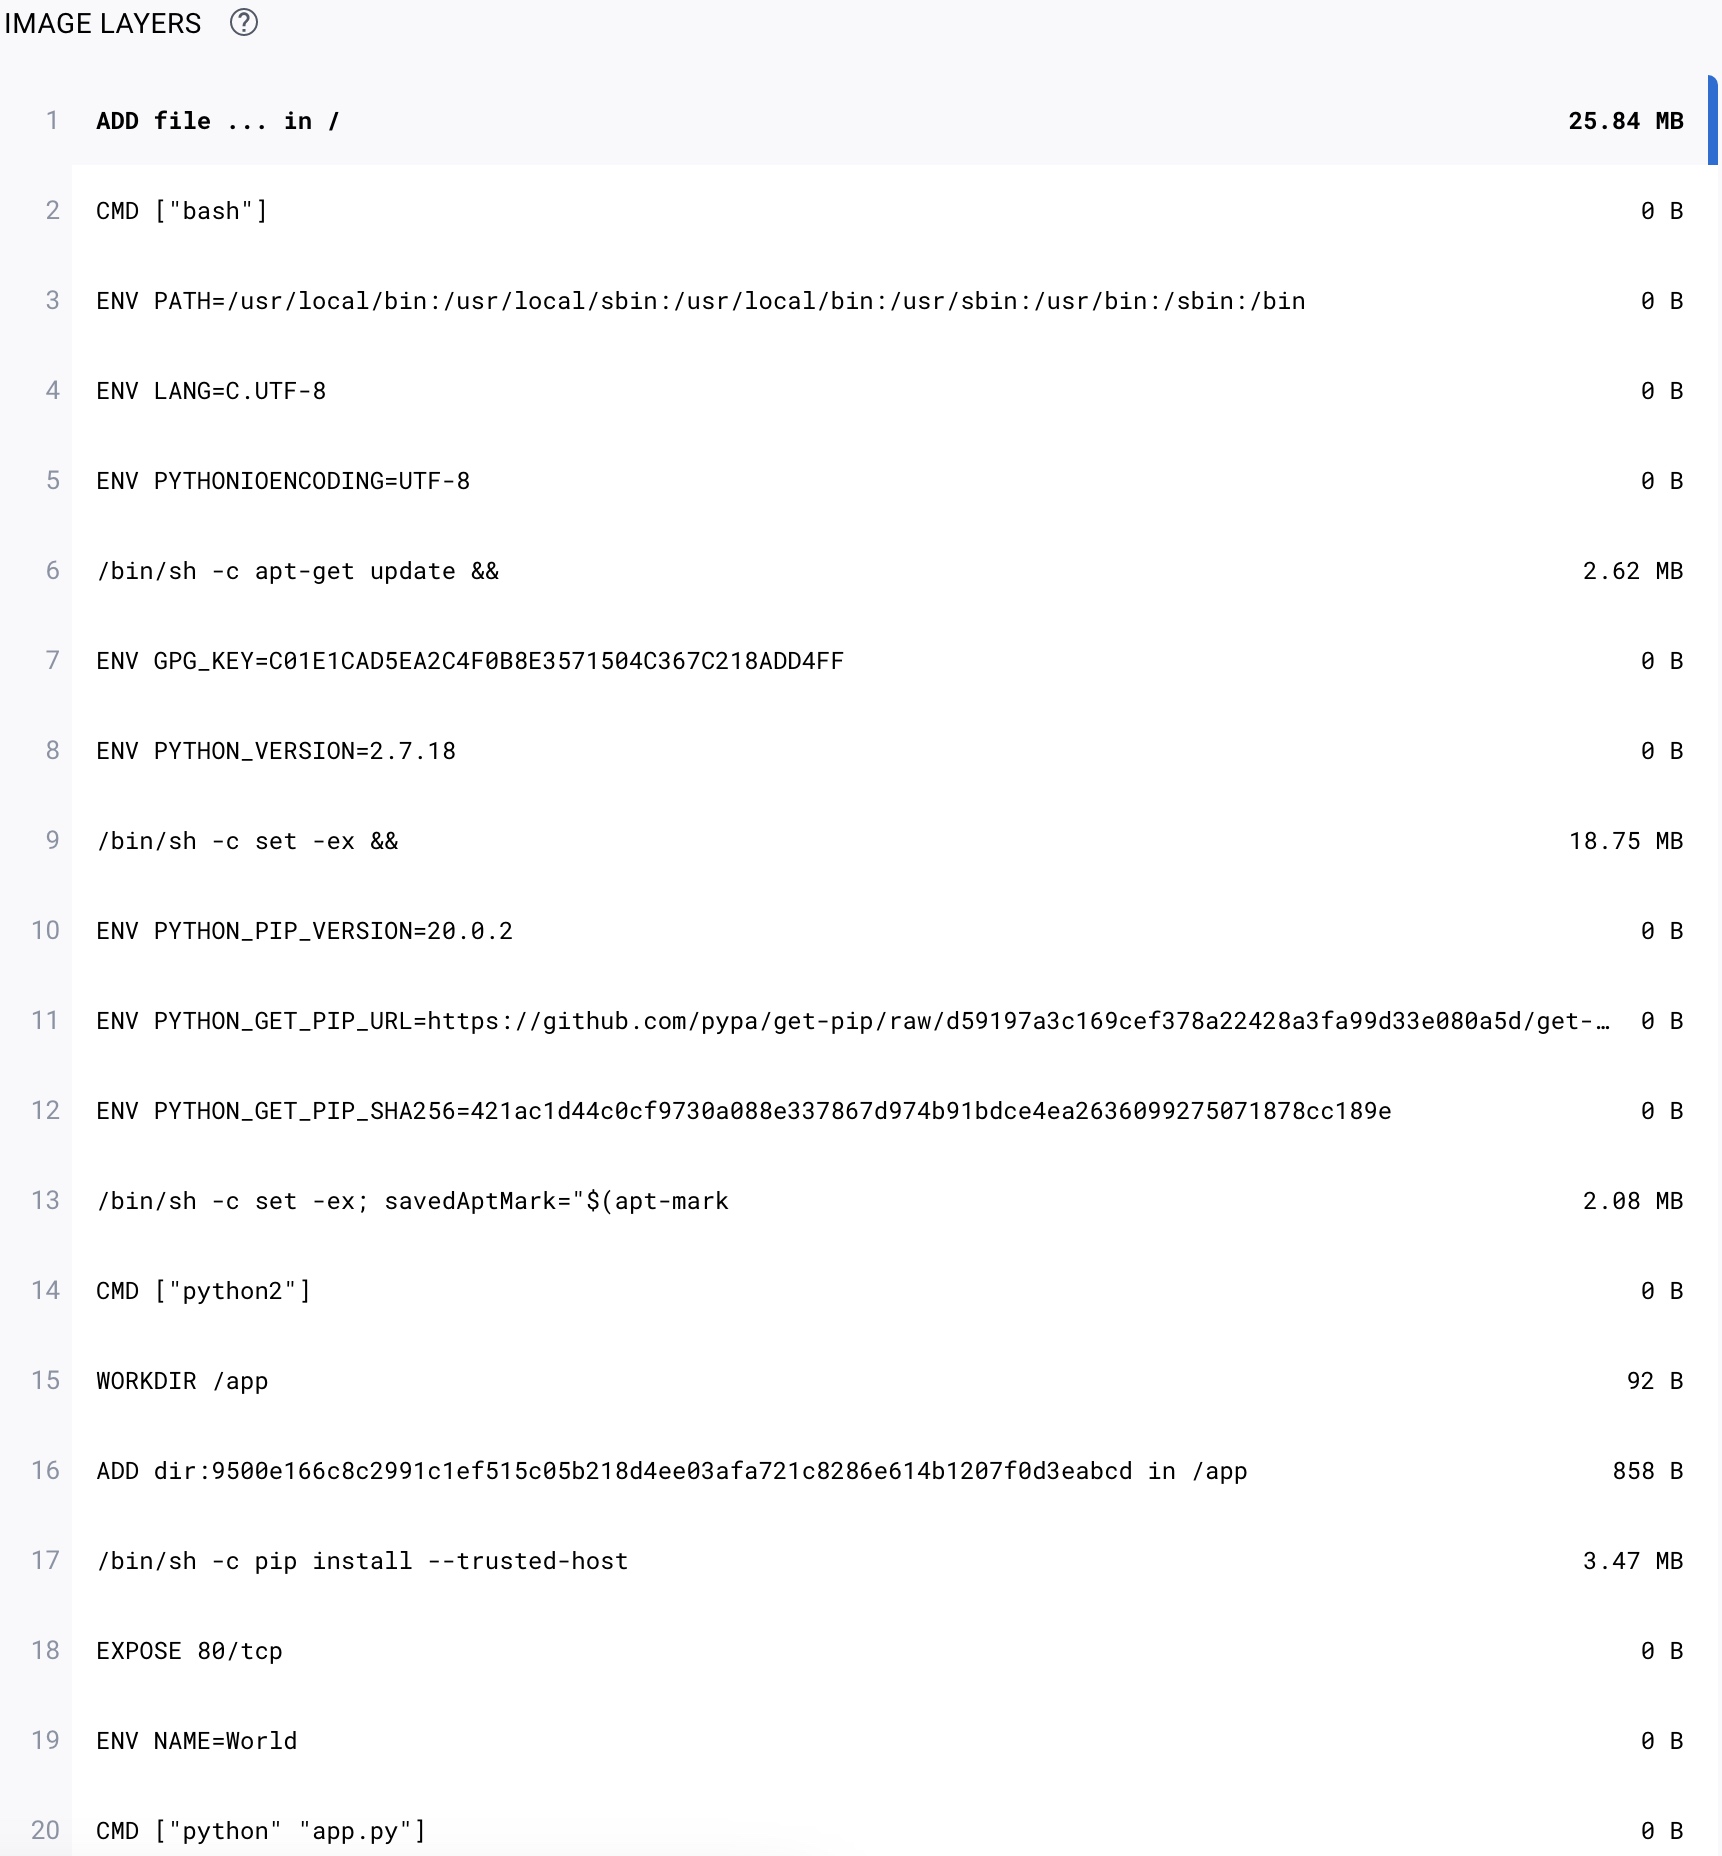 IMAGE LAYERS ?
1 ADD file ... in / 25.84 MB
2 CMD ["bash"] 0 B
3 ENV PATH=/usr/local/bin:/usr/local/sbin:/usr/local/bin:/usr/sbin:/usr/bin:/sbin:/bin 0 B
4 ENV LANG=C.UTF-8 0 B
5 ENV PYTHONIOENCODING=UTF-8 0 B
6 /bin/sh -c apt-get update && 2.62 MB
7 ENV GPG_KEY=C01E1CAD5EA2C4F0B8E3571504C367C218ADD4FF 0 B
8 ENV PYTHON_VERSION=2.7.18 0 B
9 /bin/sh -c set -ex && 18.75 MB
10 ENV PYTHON_PIP_VERSION=20.0.2 0 B
11 ENV PYTHON_GET_PIP_URL=https://github.com/pypa/get-pip/raw/d59197a3c169cef378a22428a3fa99d33e080a5d/get-… 0 B
12 ENV PYTHON_GET_PIP_SHA256=421ac1d44c0cf9730a088e337867d974b91bdce4ea2636099275071878cc189e 0 B
13 /bin/sh -c set -ex; savedAptMark="$(apt-mark 2.08 MB
14 CMD ["python2"] 0 B
15 WORKDIR /app 92 B
16 ADD dir:9500e166c8c2991c1ef515c05b218d4ee03afa721c8286e614b1207f0d3eabcd in /app 858 B
17 /bin/sh -c pip install --trusted-host 3.47 MB
18 EXPOSE 80/tcp 0 B
19 ENV NAME=World 0 B
20 CMD ["python" "app.py"] 0 B